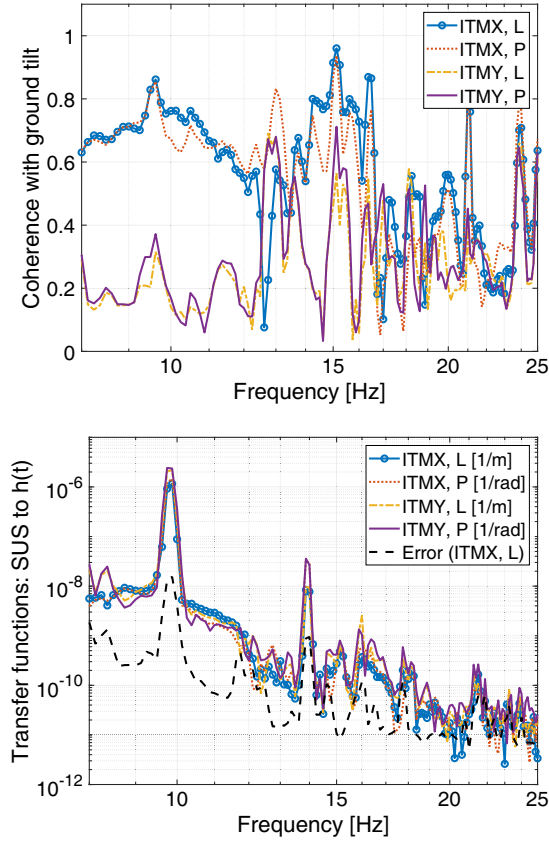 Coherence with ground tilt
1
0.8
0.6
0.4
0.2
0
ITMX, L
ITMX, P
ITMY, L
ITMY, P
10
15
20
25
Frequency [Hz]
Transfer functions: SUS to h(t)
10⁻⁶
10⁻⁸
10⁻¹⁰
10⁻¹²
ITMX, L [1/m]
ITMX, P [1/rad]
ITMY, L [1/m]
ITMY, P [1/rad]
Error (ITMX, L)
10
15
20
25
Frequency [Hz]